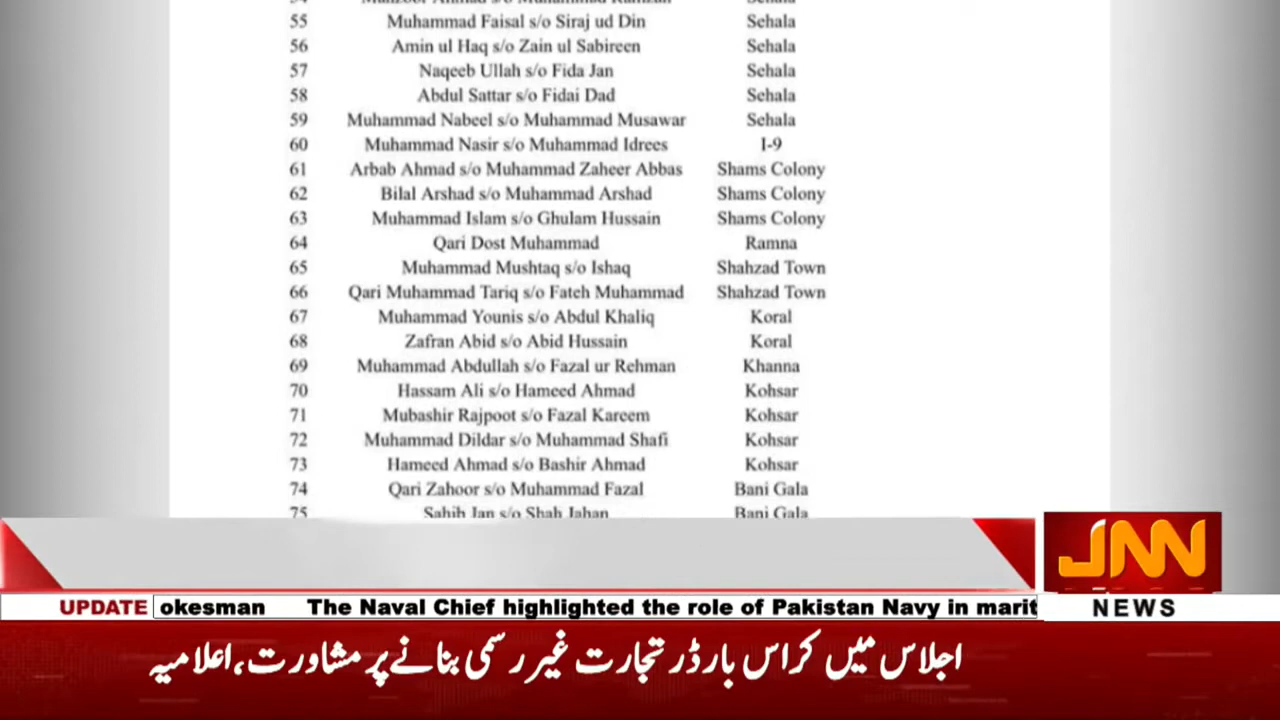 54 Manzoor Ahmad s/o Muhammad Ramzan Sehala
55 Muhammad Faisal s/o Siraj ud Din Sehala
56 Amin ul Haq s/o Zain ul Sabireen Sehala
57 Naqeeb Ullah s/o Fida Jan Sehala
58 Abdul Sattar s/o Fidai Dad Sehala
59 Muhammad Nabeel s/o Muhammad Musawar Sehala
60 Muhammad Nasir s/o Muhammad Idrees I-9
61 Arbab Ahmad s/o Muhammad Zaheer Abbas Shams Colony
62 Bilal Arshad s/o Muhammad Arshad Shams Colony
63 Muhammad Islam s/o Ghulam Hussain Shams Colony
64 Qari Dost Muhammad Ramna
65 Muhammad Mushtaq s/o Ishaq Shahzad Town
66 Qari Muhammad Tariq s/o Fateh Muhammad Shahzad Town
67 Muhammad Younis s/o Abdul Khaliq Koral
68 Zafran Abid s/o Abid Hussain Koral
69 Muhammad Abdullah s/o Fazal ur Rehman Khanna
70 Hassam Ali s/o Hameed Ahmad Kohsar
71 Mubashir Rajpoot s/o Fazal Kareem Kohsar
72 Muhammad Dildar s/o Muhammad Shafi Kohsar
73 Hameed Ahmad s/o Bashir Ahmad Kohsar
74 Qari Zahoor s/o Muhammad Fazal Bani Gala
75 Sahib Jan s/o Shah Jahan Bani Gala
JNN
NEWS
UPDATE okesman The Naval Chief highlighted the role of Pakistan Navy in marit
اجلاس میں کراس بارڈر تجارت غیر رسمی بنانے پر مشاورت،اعلامیہ